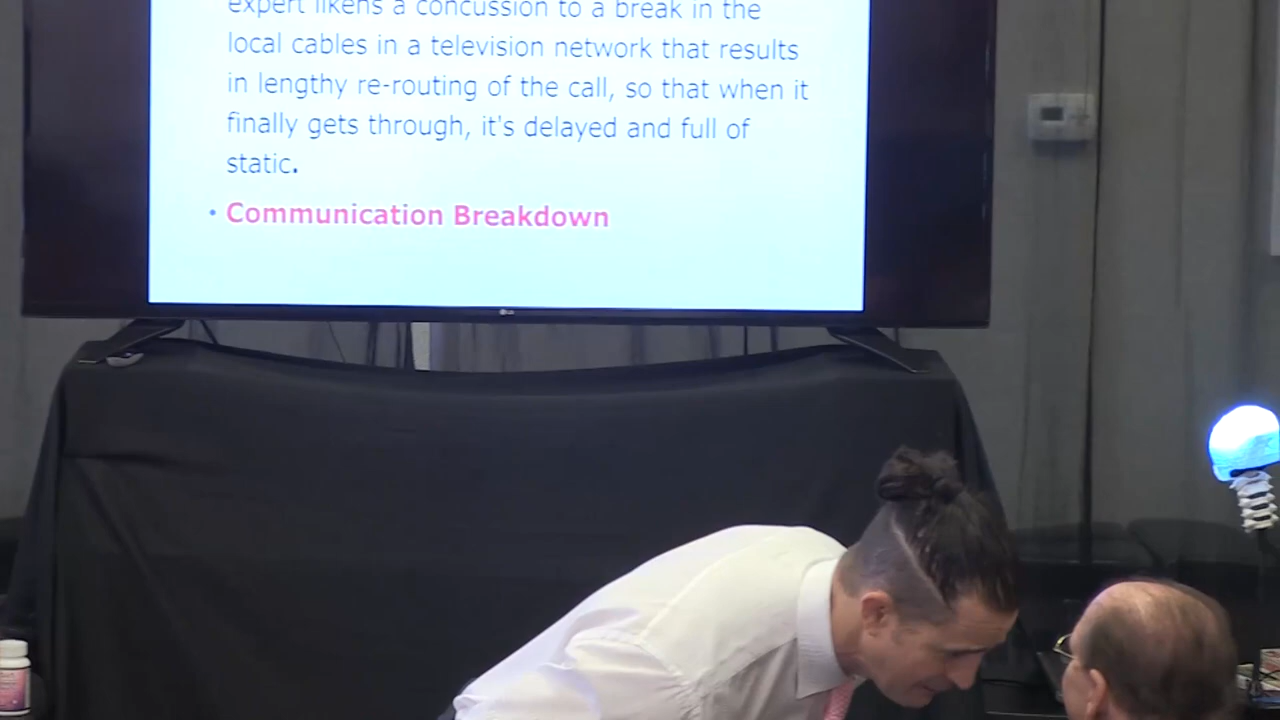 expert likens a concussion to a break in the
local cables in a television network that results
in lengthy re-routing of the call, so that when it
finally gets through, it's delayed and full of
static.
• Communication Breakdown
LG